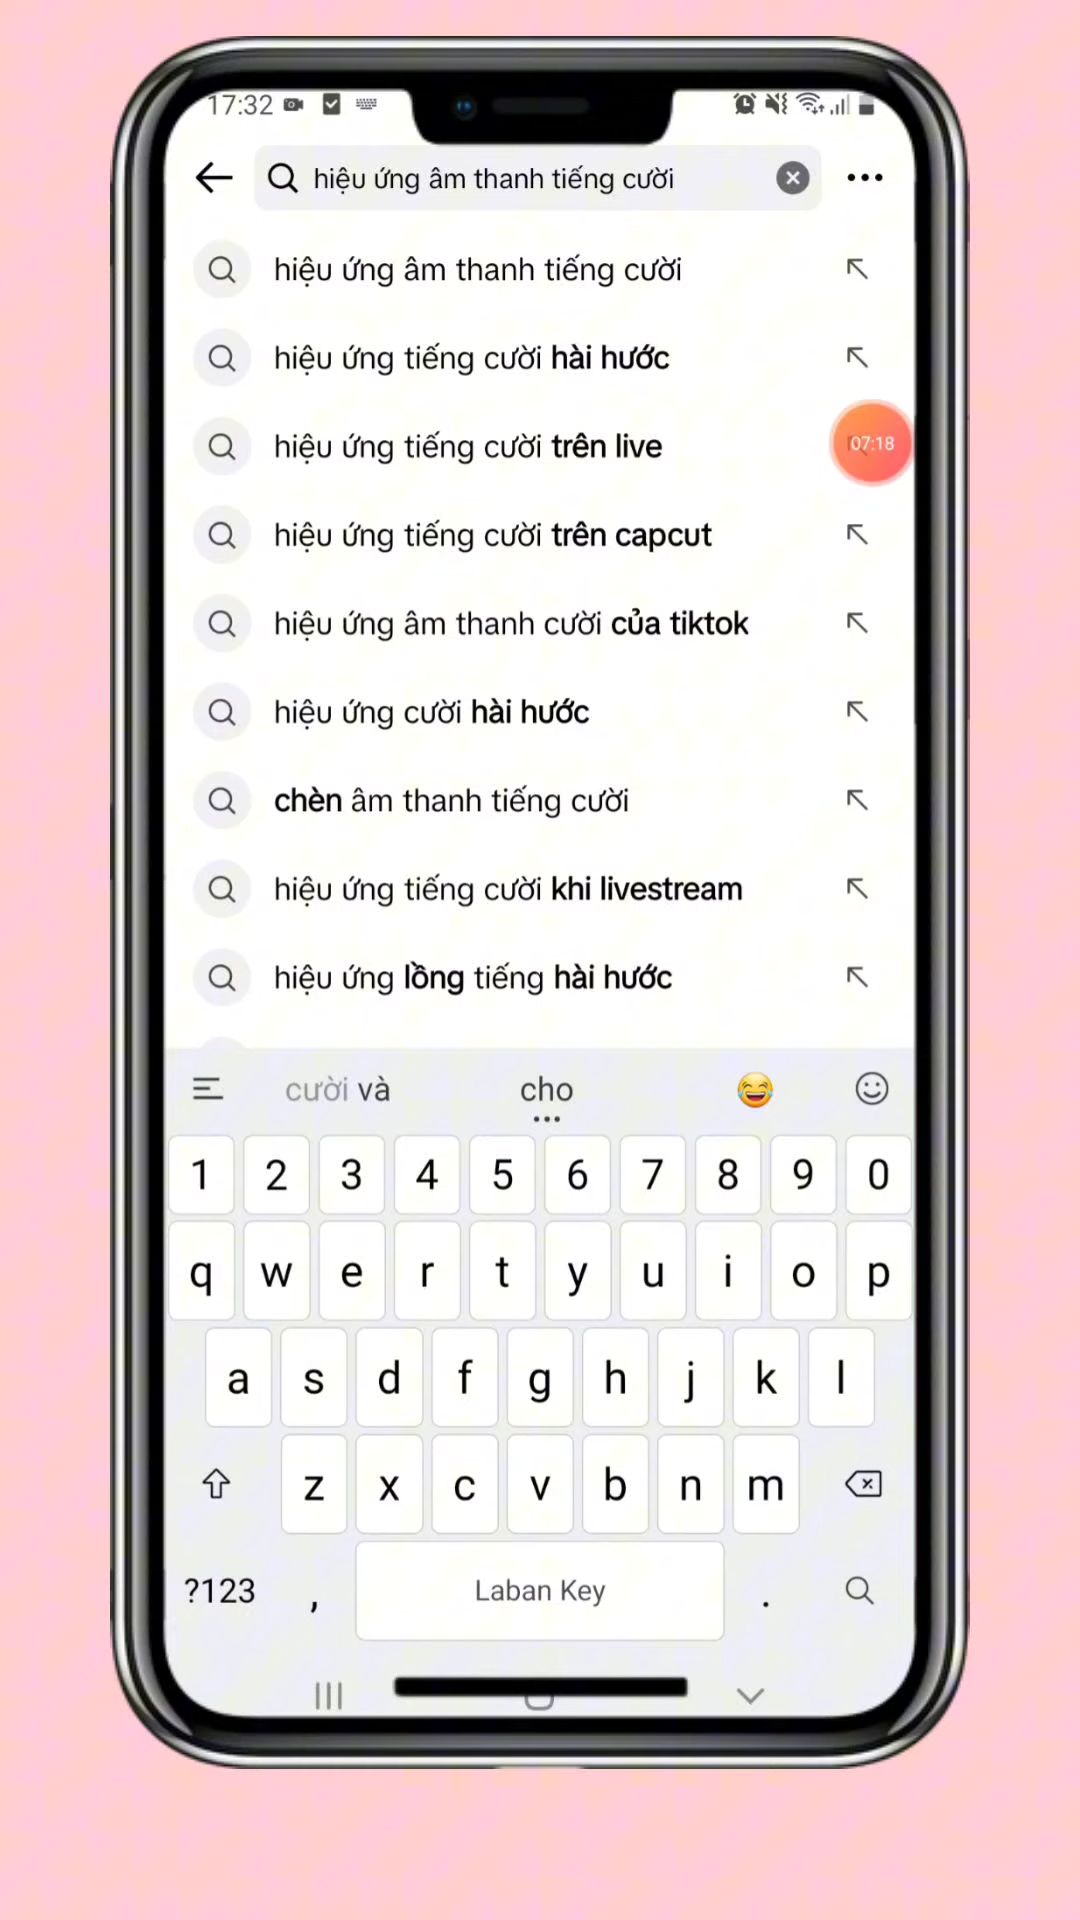 17:32
hiệu ứng âm thanh tiếng cười
hiệu ứng âm thanh tiếng cười
hiệu ứng tiếng cười hài hước
hiệu ứng tiếng cười trên live
07:18
hiệu ứng tiếng cười trên capcut
hiệu ứng âm thanh cười của tiktok
hiệu ứng cười hài hước
chèn âm thanh tiếng cười
hiệu ứng tiếng cười khi livestream
hiệu ứng lồng tiếng hài hước
cười và cho 😂
1 2 3 4 5 6 7 8 9 0
q w e r t y u i o p
a s d f g h j k l
z x c v b n m
?123 , Laban Key .